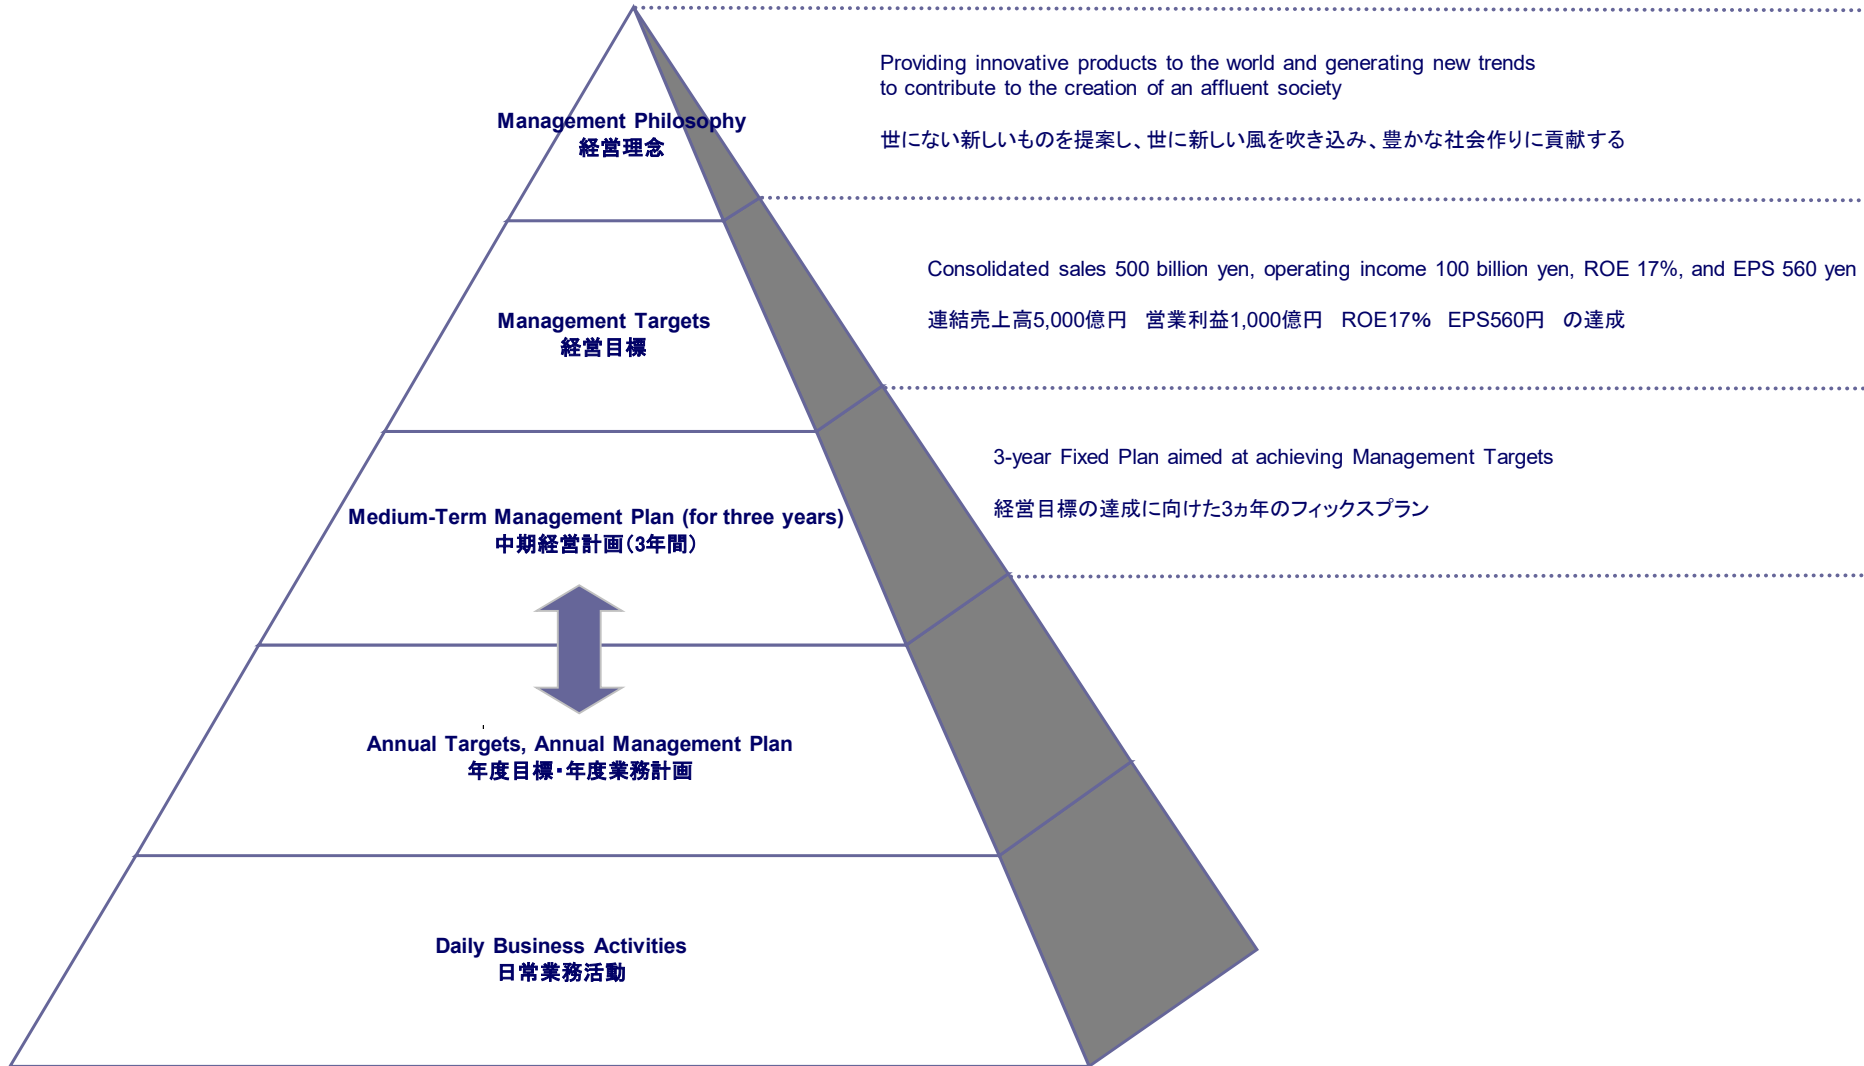 Providing innovative products to the world and generating new trends
to contribute to the creation of an affluent society
世にない新しいものを提案し、世に新しい風を吹き込み、豊かな社会作りに貢献する
Management Philosophy
経営理念
Consolidated sales 500 billion yen, operating income 100 billion yen, ROE 17%, and EPS 560 yen
連結売上高5,000億円　営業利益1,000億円　ROE17%　EPS560円　の達成
Management Targets
経営目標
3-year Fixed Plan aimed at achieving Management Targets
経営目標の達成に向けた3ヵ年のフィックスプラン
Medium-Term Management Plan (for three years)
中期経営計画（3年間）
Annual Targets, Annual Management Plan
年度目標・年度業務計画
Daily Business Activities
日常業務活動